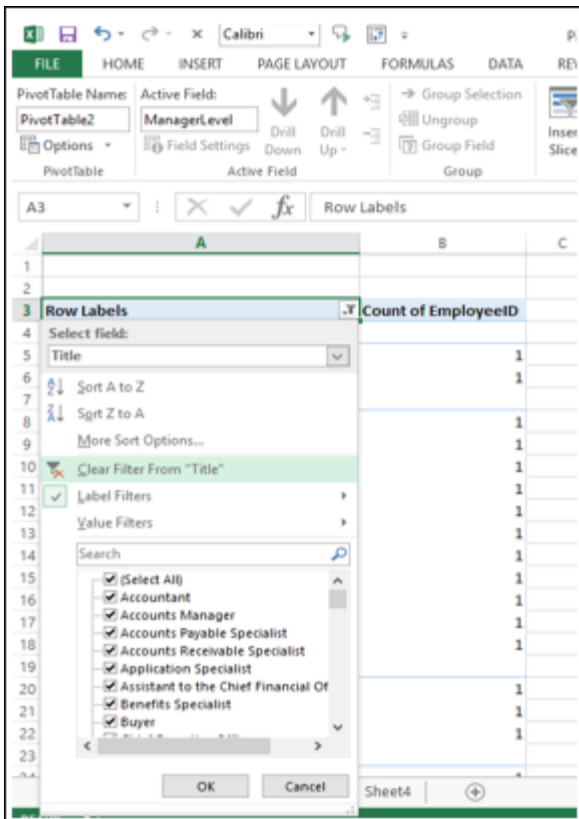 Calibri
Pi
FILE HOME INSERT PAGE LAYOUT FORMULAS DATA REV
PivotTable Name: Active Field:
PivotTable2 ManagerLevel
Options Field Settings
Drill Down Drill Up
Group Selection
Ungroup
Group Field
Inser
Slice
PivotTable Active Field Group
A3 fx Row Labels
A B C
1
2
3 Row Labels Count of EmployeeID
4 Select field:
5 Title 1
6 1
7 Sort A to Z
8 Sort Z to A 1
9 More Sort Options... 1
10 Clear Filter From "Title" 1
11 Label Filters 1
12 Value Filters 1
13 1
14 Search 1
15 (Select All) 1
16 Accountant 1
17 Accounts Manager 1
18 Accounts Payable Specialist 1
Accounts Receivable Specialist
19 Application Specialist
20 Assistant to the Chief Financial Of 1
21 Benefits Specialist 1
22 Buyer 1
23
OK Cancel Sheet4